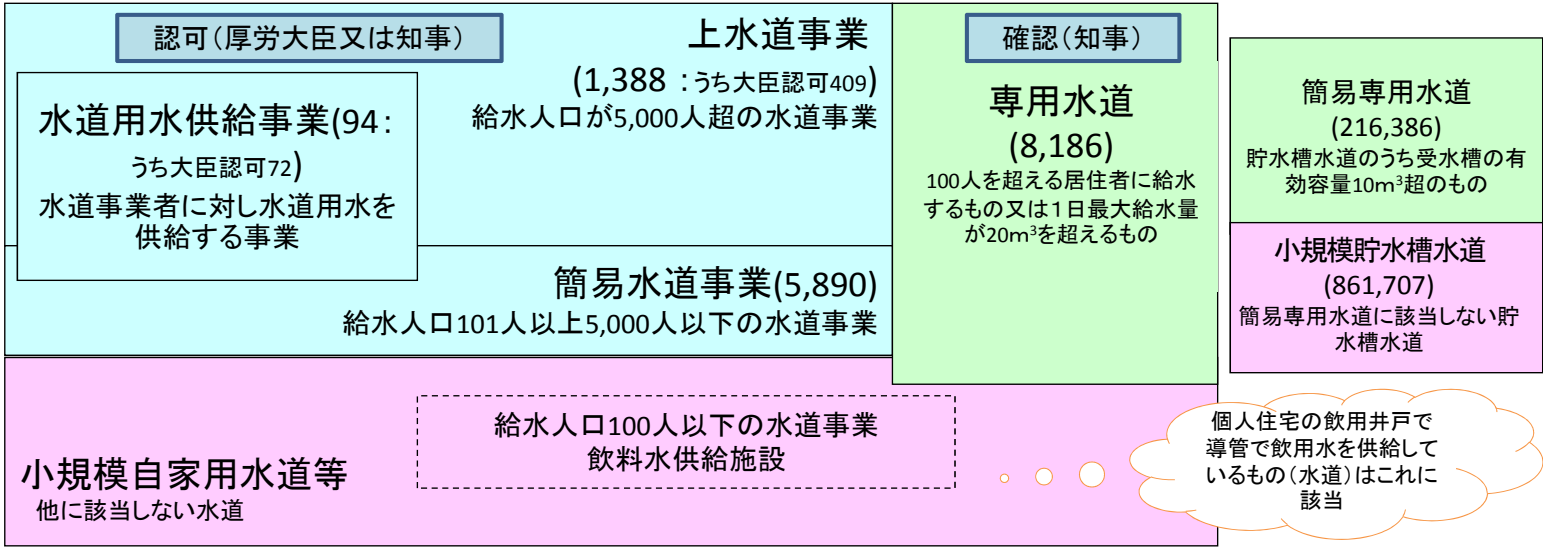 認可(厚労大臣又は知事)
上水道事業
(1,388 :うち大臣認可409)
給水人口が5,000人超の水道事業
水道用水供給事業(94:
うち大臣認可72)
水道事業者に対し水道用水を
供給する事業
簡易水道事業(5,890)
給水人口101人以上5,000人以下の水道事業
確認(知事)
専用水道
(8,186)
100人を超える居住者に給水
するもの又は1日最大給水量
が20m³を超えるもの
簡易専用水道
(216,386)
貯水槽水道のうち受水槽の有
効容量10m³超のもの
小規模貯水槽水道
(861,707)
簡易専用水道に該当しない貯
水槽水道
給水人口100人以下の水道事業
飲料水供給施設
小規模自家用水道等
他に該当しない水道
個人住宅の飲用井戸で
導管で飲用水を供給して
いるもの(水道)はこれに
該当